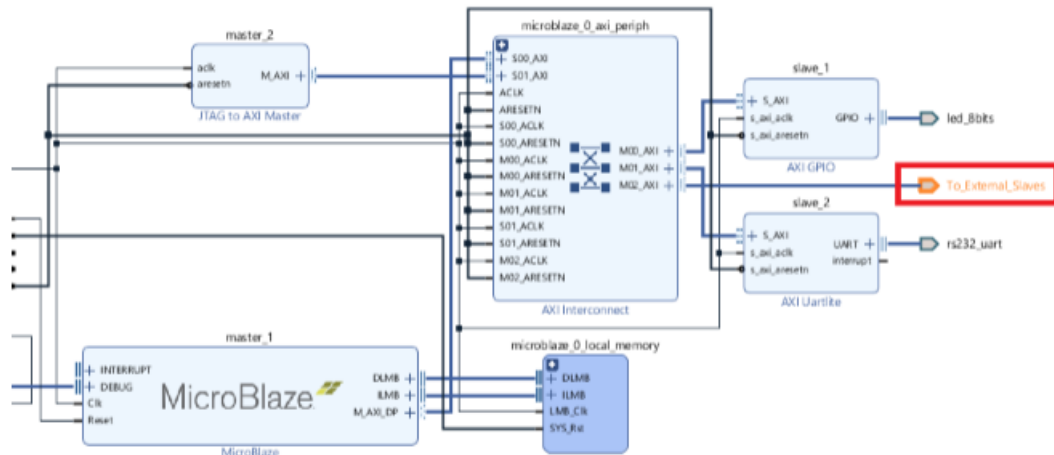 master_2
aclk
aresetn
M_AXI
JTAG to AXI Master
microblaze_0_axi_periph
S00_AXI
S01_AXI
ACLK
ARESETN
S00_ACLK
S00_ARESETN
M00_ACLK
M00_ARESETN
M01_ACLK
M01_ARESETN
S01_ACLK
S01_ARESETN
M02_ACLK
M02_ARESETN
M00_AXI
M01_AXI
M02_AXI
AXI Interconnect
slave_1
S_AXI
s_axi_aclk
s_axi_aresetn
GPIO
AXI GPIO
led_8bits
To_External_Slaves
slave_2
S_AXI
s_axi_aclk
s_axi_aresetn
UART
interrupt
AXI Uartlite
rs232_uart
master_1
INTERRUPT
DEBUG
Clk
Reset
MicroBlaze
DLMB
ILMB
M_AXI_DP
MicroBlaze
microblaze_0_local_memory
DLMB
ILMB
LMB_Clk
SYS_Rst